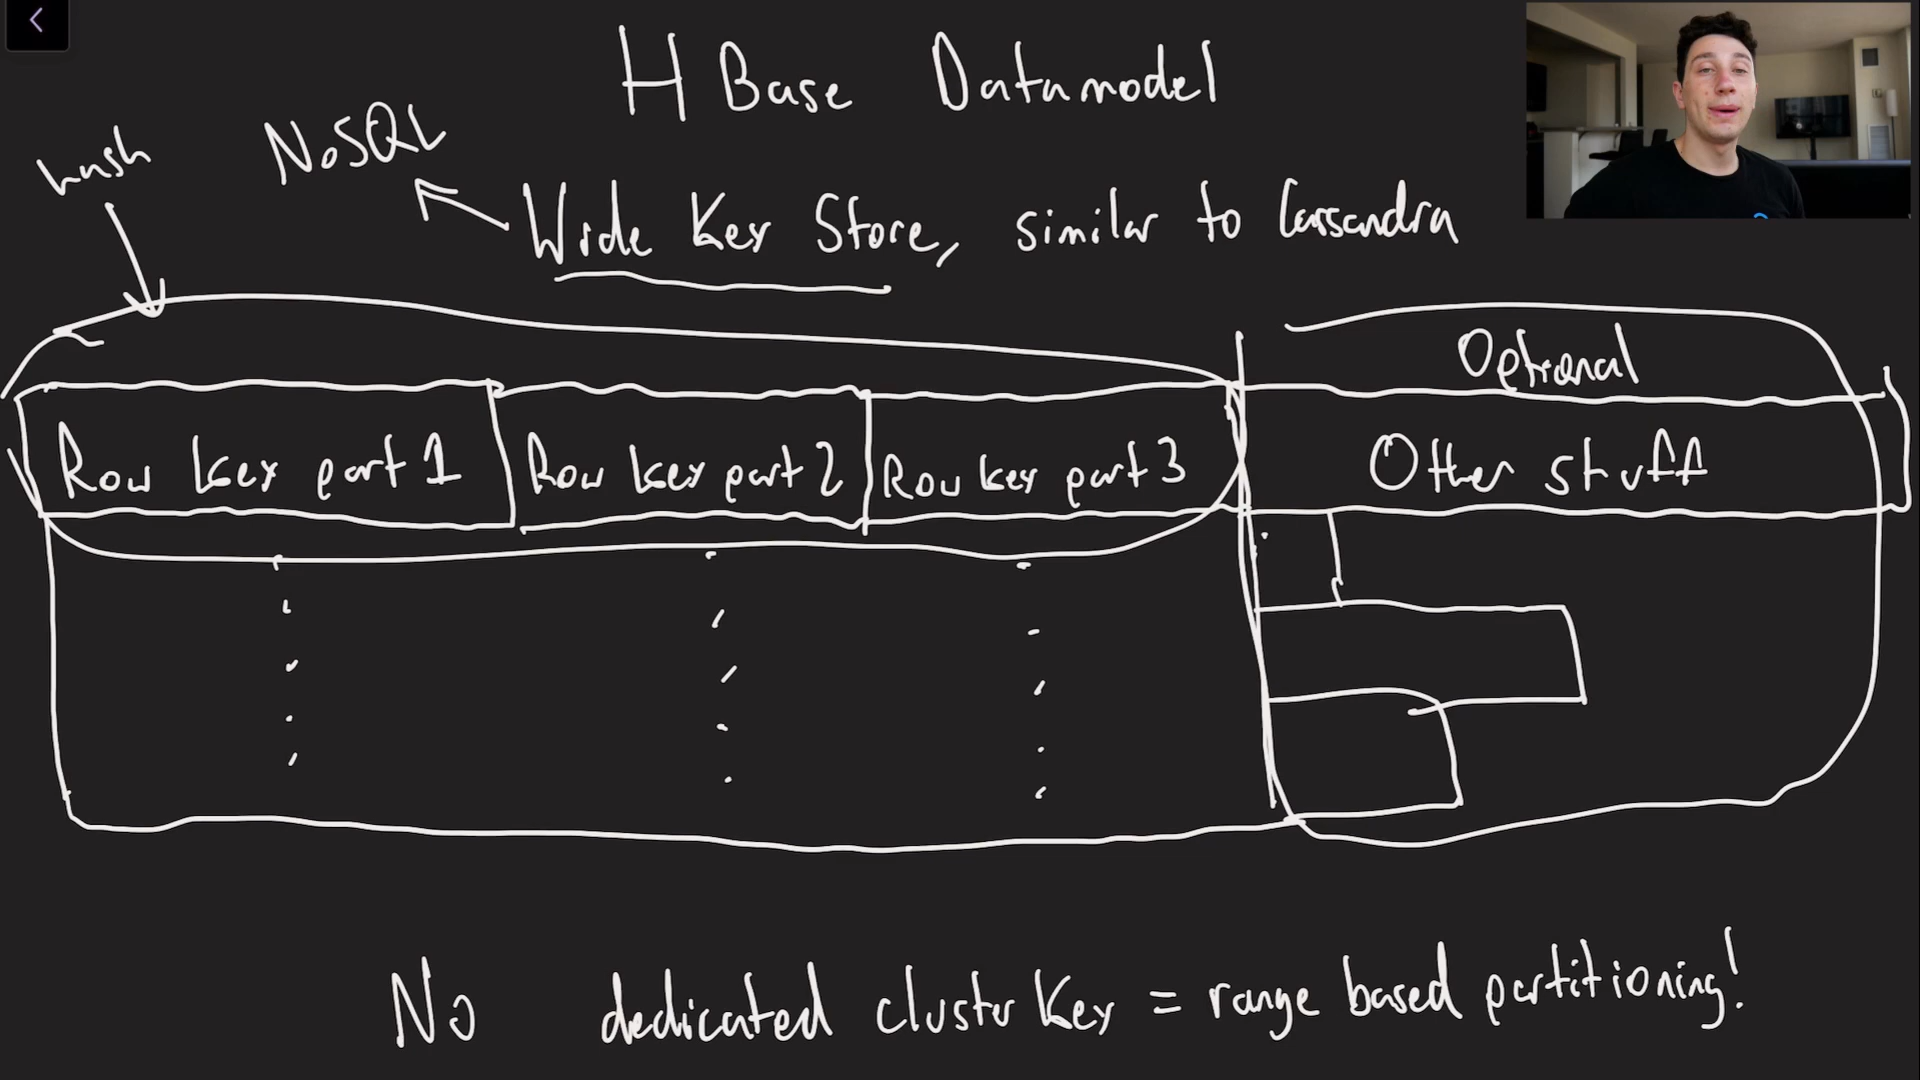 HBase Datamodel
hash
NoSQL
Wide Key Store, similar to Cassandra
Optional
Row Key part 1
Row Key part 2
Row Key part 3
Other stuff
No dedicated cluster Key = range based partitioning!